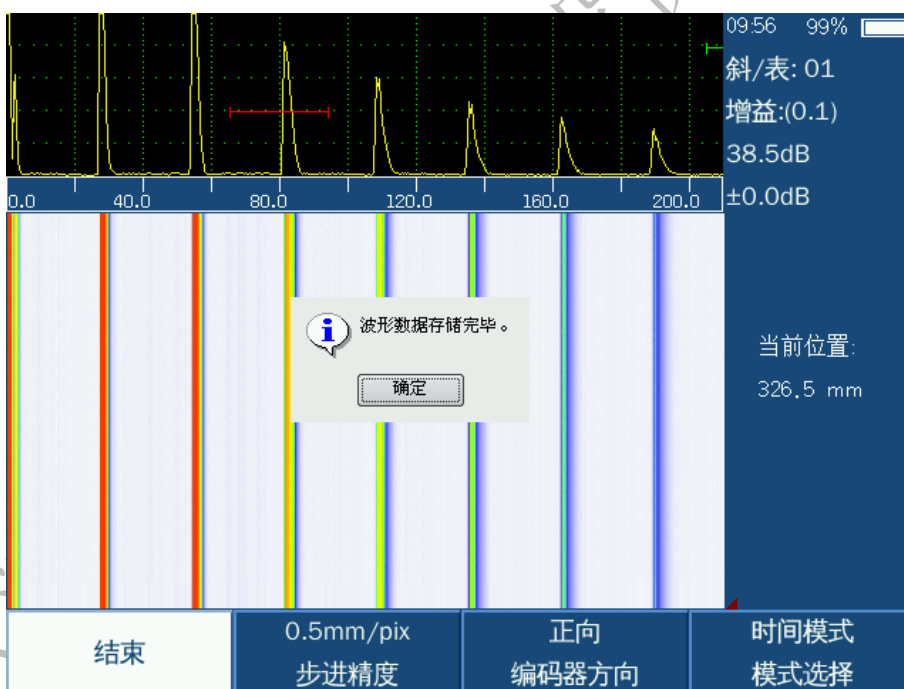 09:56 99%
斜/表: 01
增益:(0.1)
38.5dB
±0.0dB
0.0 40.0 80.0 120.0 160.0 200.0
波形数据存储完毕。
确定
当前位置:
326.5 mm
结束
0.5mm/pix
步进精度
正向
编码器方向
时间模式
模式选择